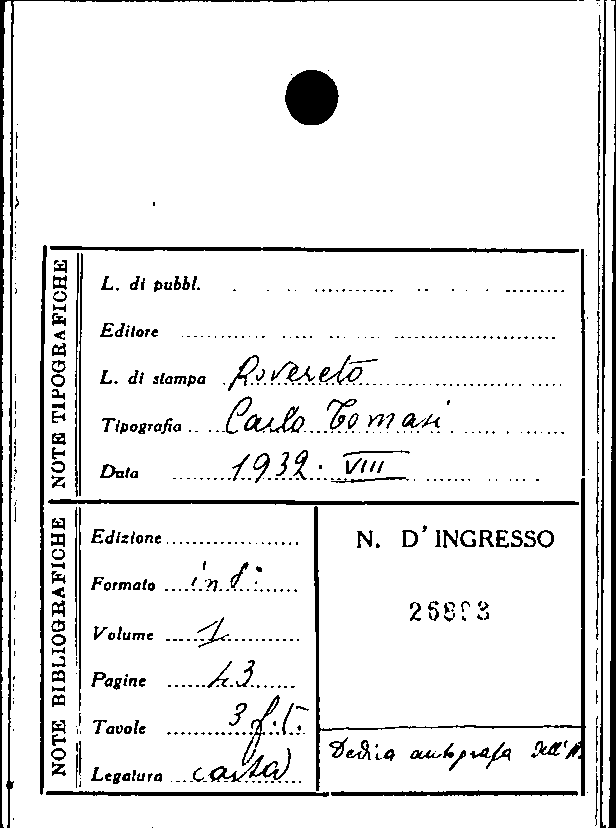 NOTE TIPOGRAFICHE
L. di pubbl.
Editore
L. di stampa Rovereto
Tipografia Carlo Tomasi
Data 1932. VIII
NOTE BIBLIOGRAFICHE
Edizione
Formato in 8°
Volume 1
Pagine 43
Tavole 3 f.t.
Legatura carta
N. D'INGRESSO
Dedica autografa dell'A.